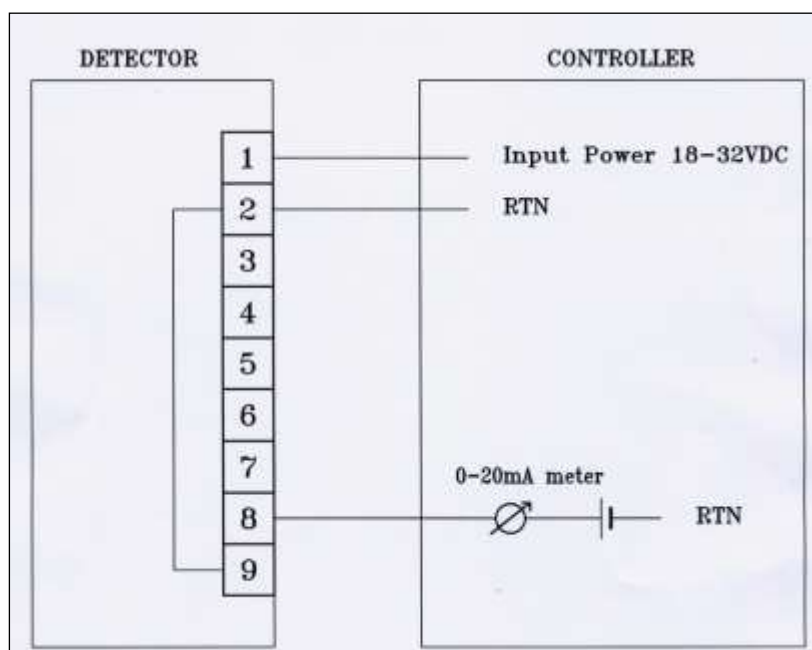 DETECTOR
CONTROLLER
1
Input Power 18-32VDC
2
RTN
3
4
5
6
7
0-20mA meter
8
RTN
9